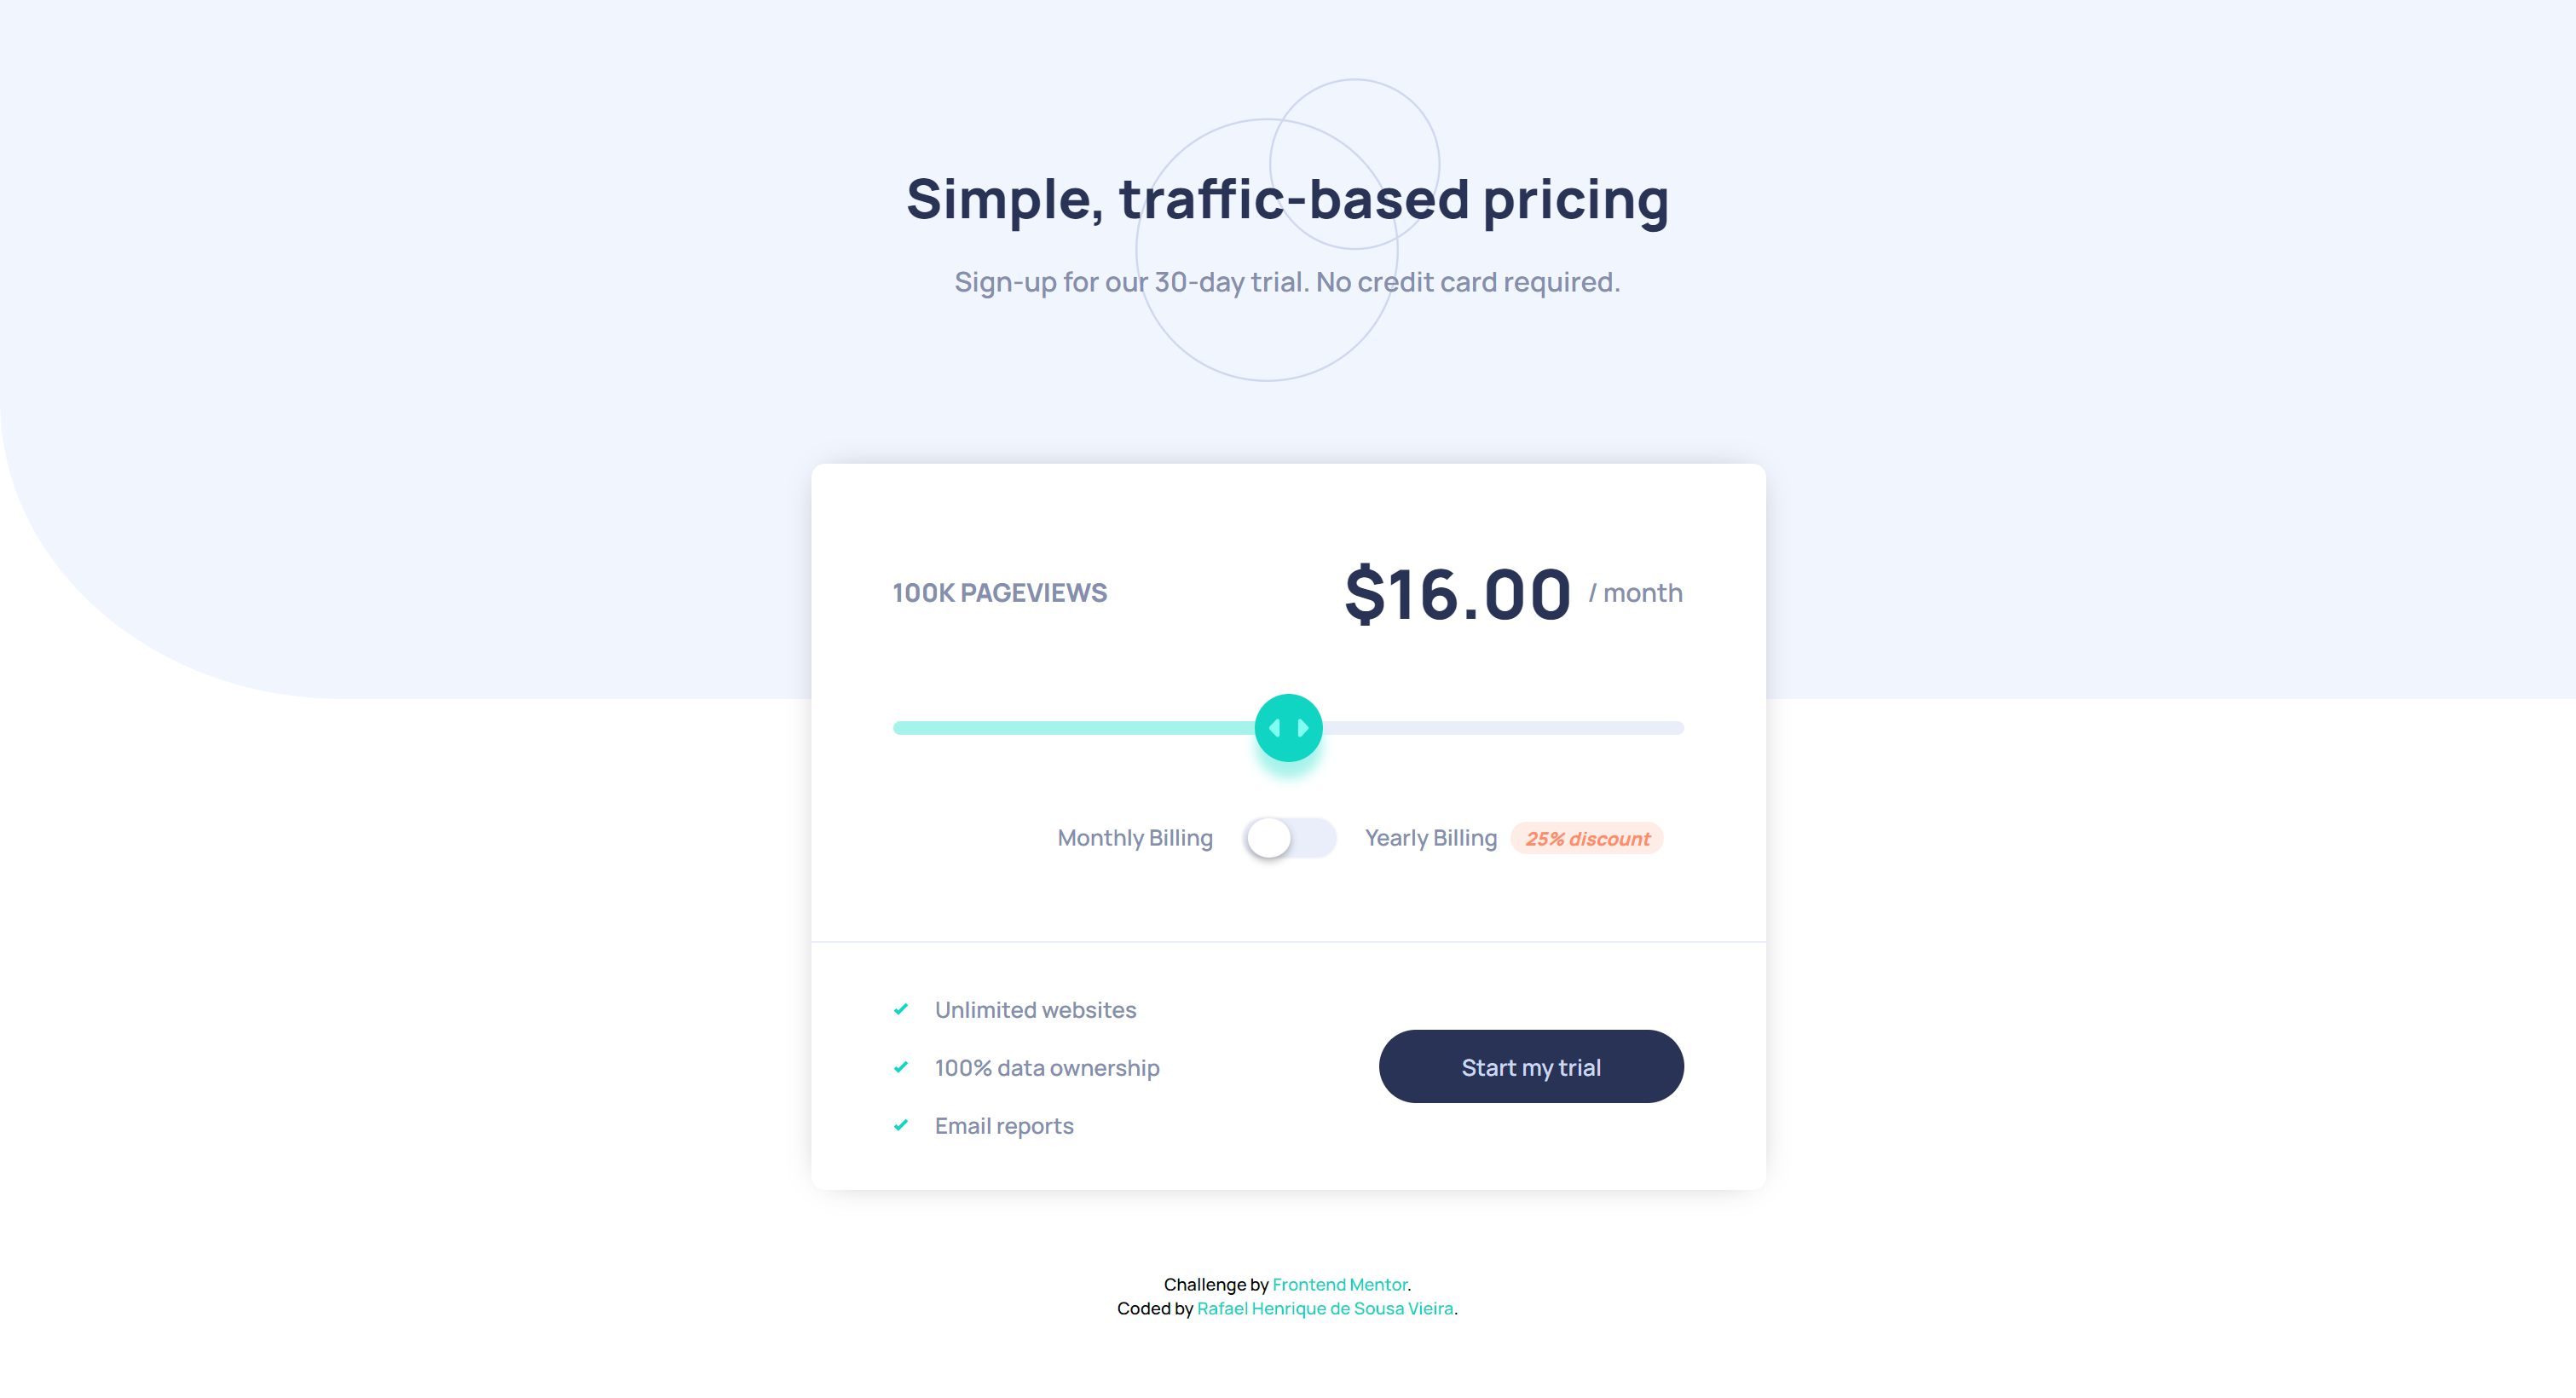 Simple, traffic-based pricing
Sign-up for our 30-day trial. No credit card required.
100K PAGEVIEWS
$16.00 / month
Monthly Billing
Yearly Billing
25% discount
Unlimited websites
100% data ownership
Email reports
Start my trial
Challenge by Frontend Mentor.
Coded by Rafael Henrique de Sousa Vieira.